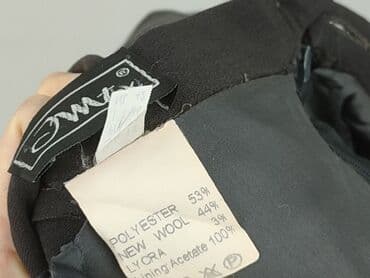 ®
POLYESTER 53%
NEW WOOL 44%
LYCRA 3%
Lining Acetate 100%